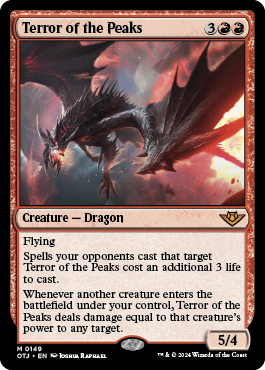 Terror of the Peaks 3
Creature — Dragon
Flying
Spells your opponents cast that target
Terror of the Peaks cost an additional 3 life
to cast.
Whenever another creature enters the
battlefield under your control, Terror of the
Peaks deals damage equal to that creature's
power to any target.
5/4
M 0149
OTJ • EN Joshua Raphael ™ & © 2024 Wizards of the Coast